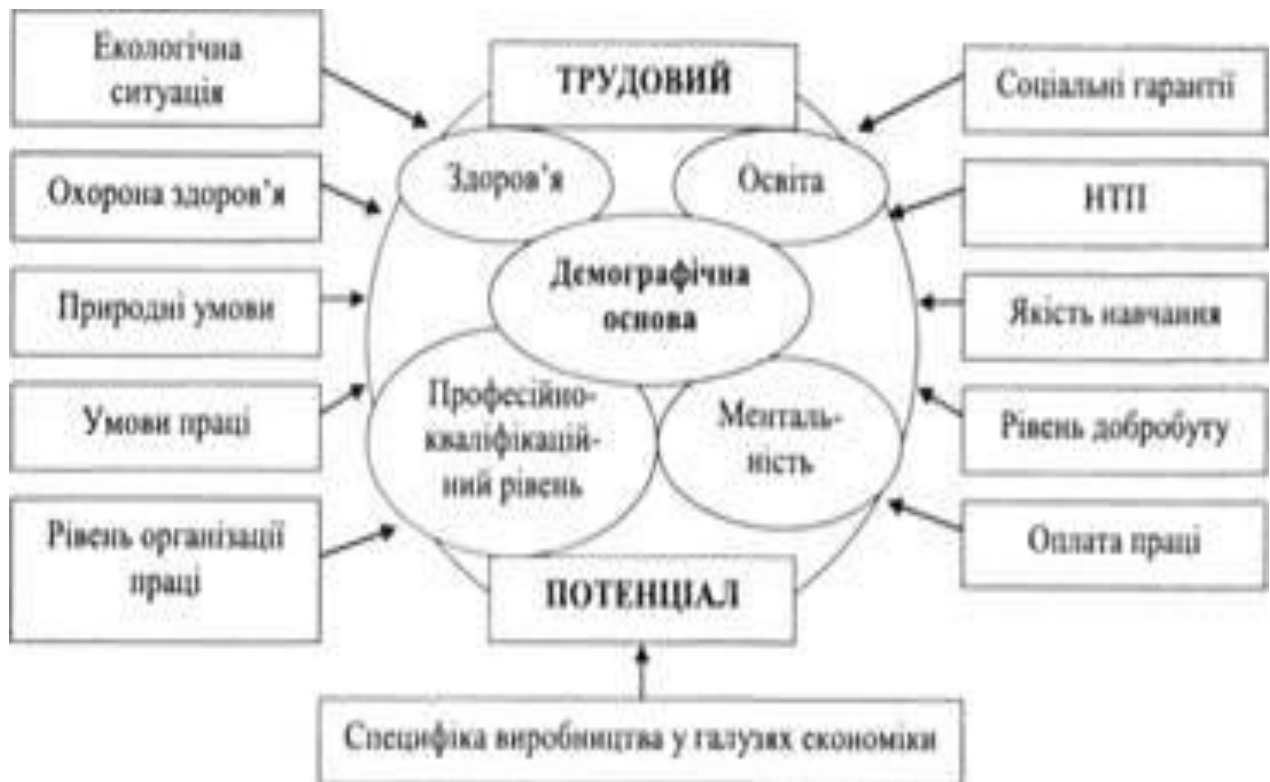 Екологічна
ситуація
Охорона здоров’я
Природні умови
Умови праці
Рівень організації
праці
ТРУДОВИЙ
Здоров’я
Освіта
Демографічна
основа
Професійно-
кваліфікацій-
ний рівень
Менталь-
ність
ПОТЕНЦІАЛ
Соціальні гарантії
НТП
Якість навчання
Рівень добробуту
Оплата праці
Специфіка виробництва у галузях економіки